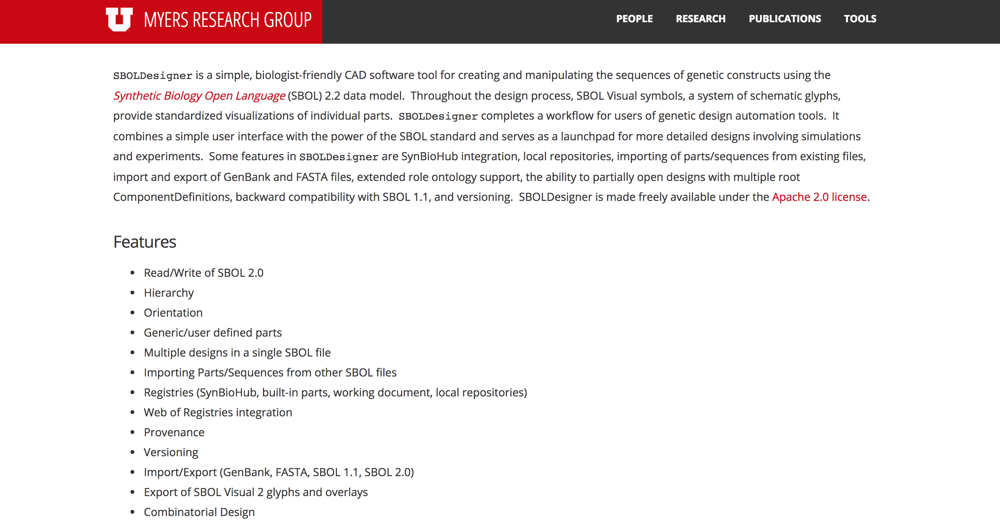 U MYERS RESEARCH GROUP
PEOPLE RESEARCH PUBLICATIONS TOOLS
SBOLDesigner is a simple, biologist-friendly CAD software tool for creating and manipulating the sequences of genetic constructs using the
Synthetic Biology Open Language (SBOL) 2.2 data model. Throughout the design process, SBOL Visual symbols, a system of schematic glyphs,
provide standardized visualizations of individual parts. SBOLDesigner completes a workflow for users of genetic design automation tools. It
combines a simple user interface with the power of the SBOL standard and serves as a launchpad for more detailed designs involving simulations
and experiments. Some features in SBOLDesigner are SynBioHub integration, local repositories, importing of parts/sequences from existing files,
import and export of GenBank and FASTA files, extended role ontology support, the ability to partially open designs with multiple root
ComponentDefinitions, backward compatibility with SBOL 1.1, and versioning. SBOLDesigner is made freely available under the Apache 2.0 license.
Features
• Read/Write of SBOL 2.0
• Hierarchy
• Orientation
• Generic/user defined parts
• Multiple designs in a single SBOL file
• Importing Parts/Sequences from other SBOL files
• Registries (SynBioHub, built-in parts, working document, local repositories)
• Web of Registries integration
• Provenance
• Versioning
• Import/Export (GenBank, FASTA, SBOL 1.1, SBOL 2.0)
• Export of SBOL Visual 2 glyphs and overlays
• Combinatorial Design